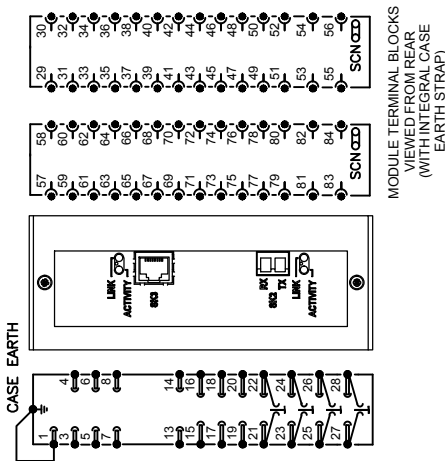 30 32 34 36 38 40 42 44 46 48 50 52 54 56
29 31 33 35 37 39 41 43 45 47 49 51 53 55
SCN
58 60 62 64 66 68 70 72 74 76 78 80 82 84
57 59 61 63 65 67 69 71 73 75 77 79 81 83
SCN
MODULE TERMINAL BLOCKS
VIEWED FROM REAR
(WITH INTEGRAL CASE
EARTH STRAP)
LINK
ACTIVITY
SK3
RX
SK2
TX
LINK
ACTIVITY
CASE EARTH
4 6 8 14 16 18 20 22 24 26 28
1 3 5 7 13 15 17 19 21 23 25 27